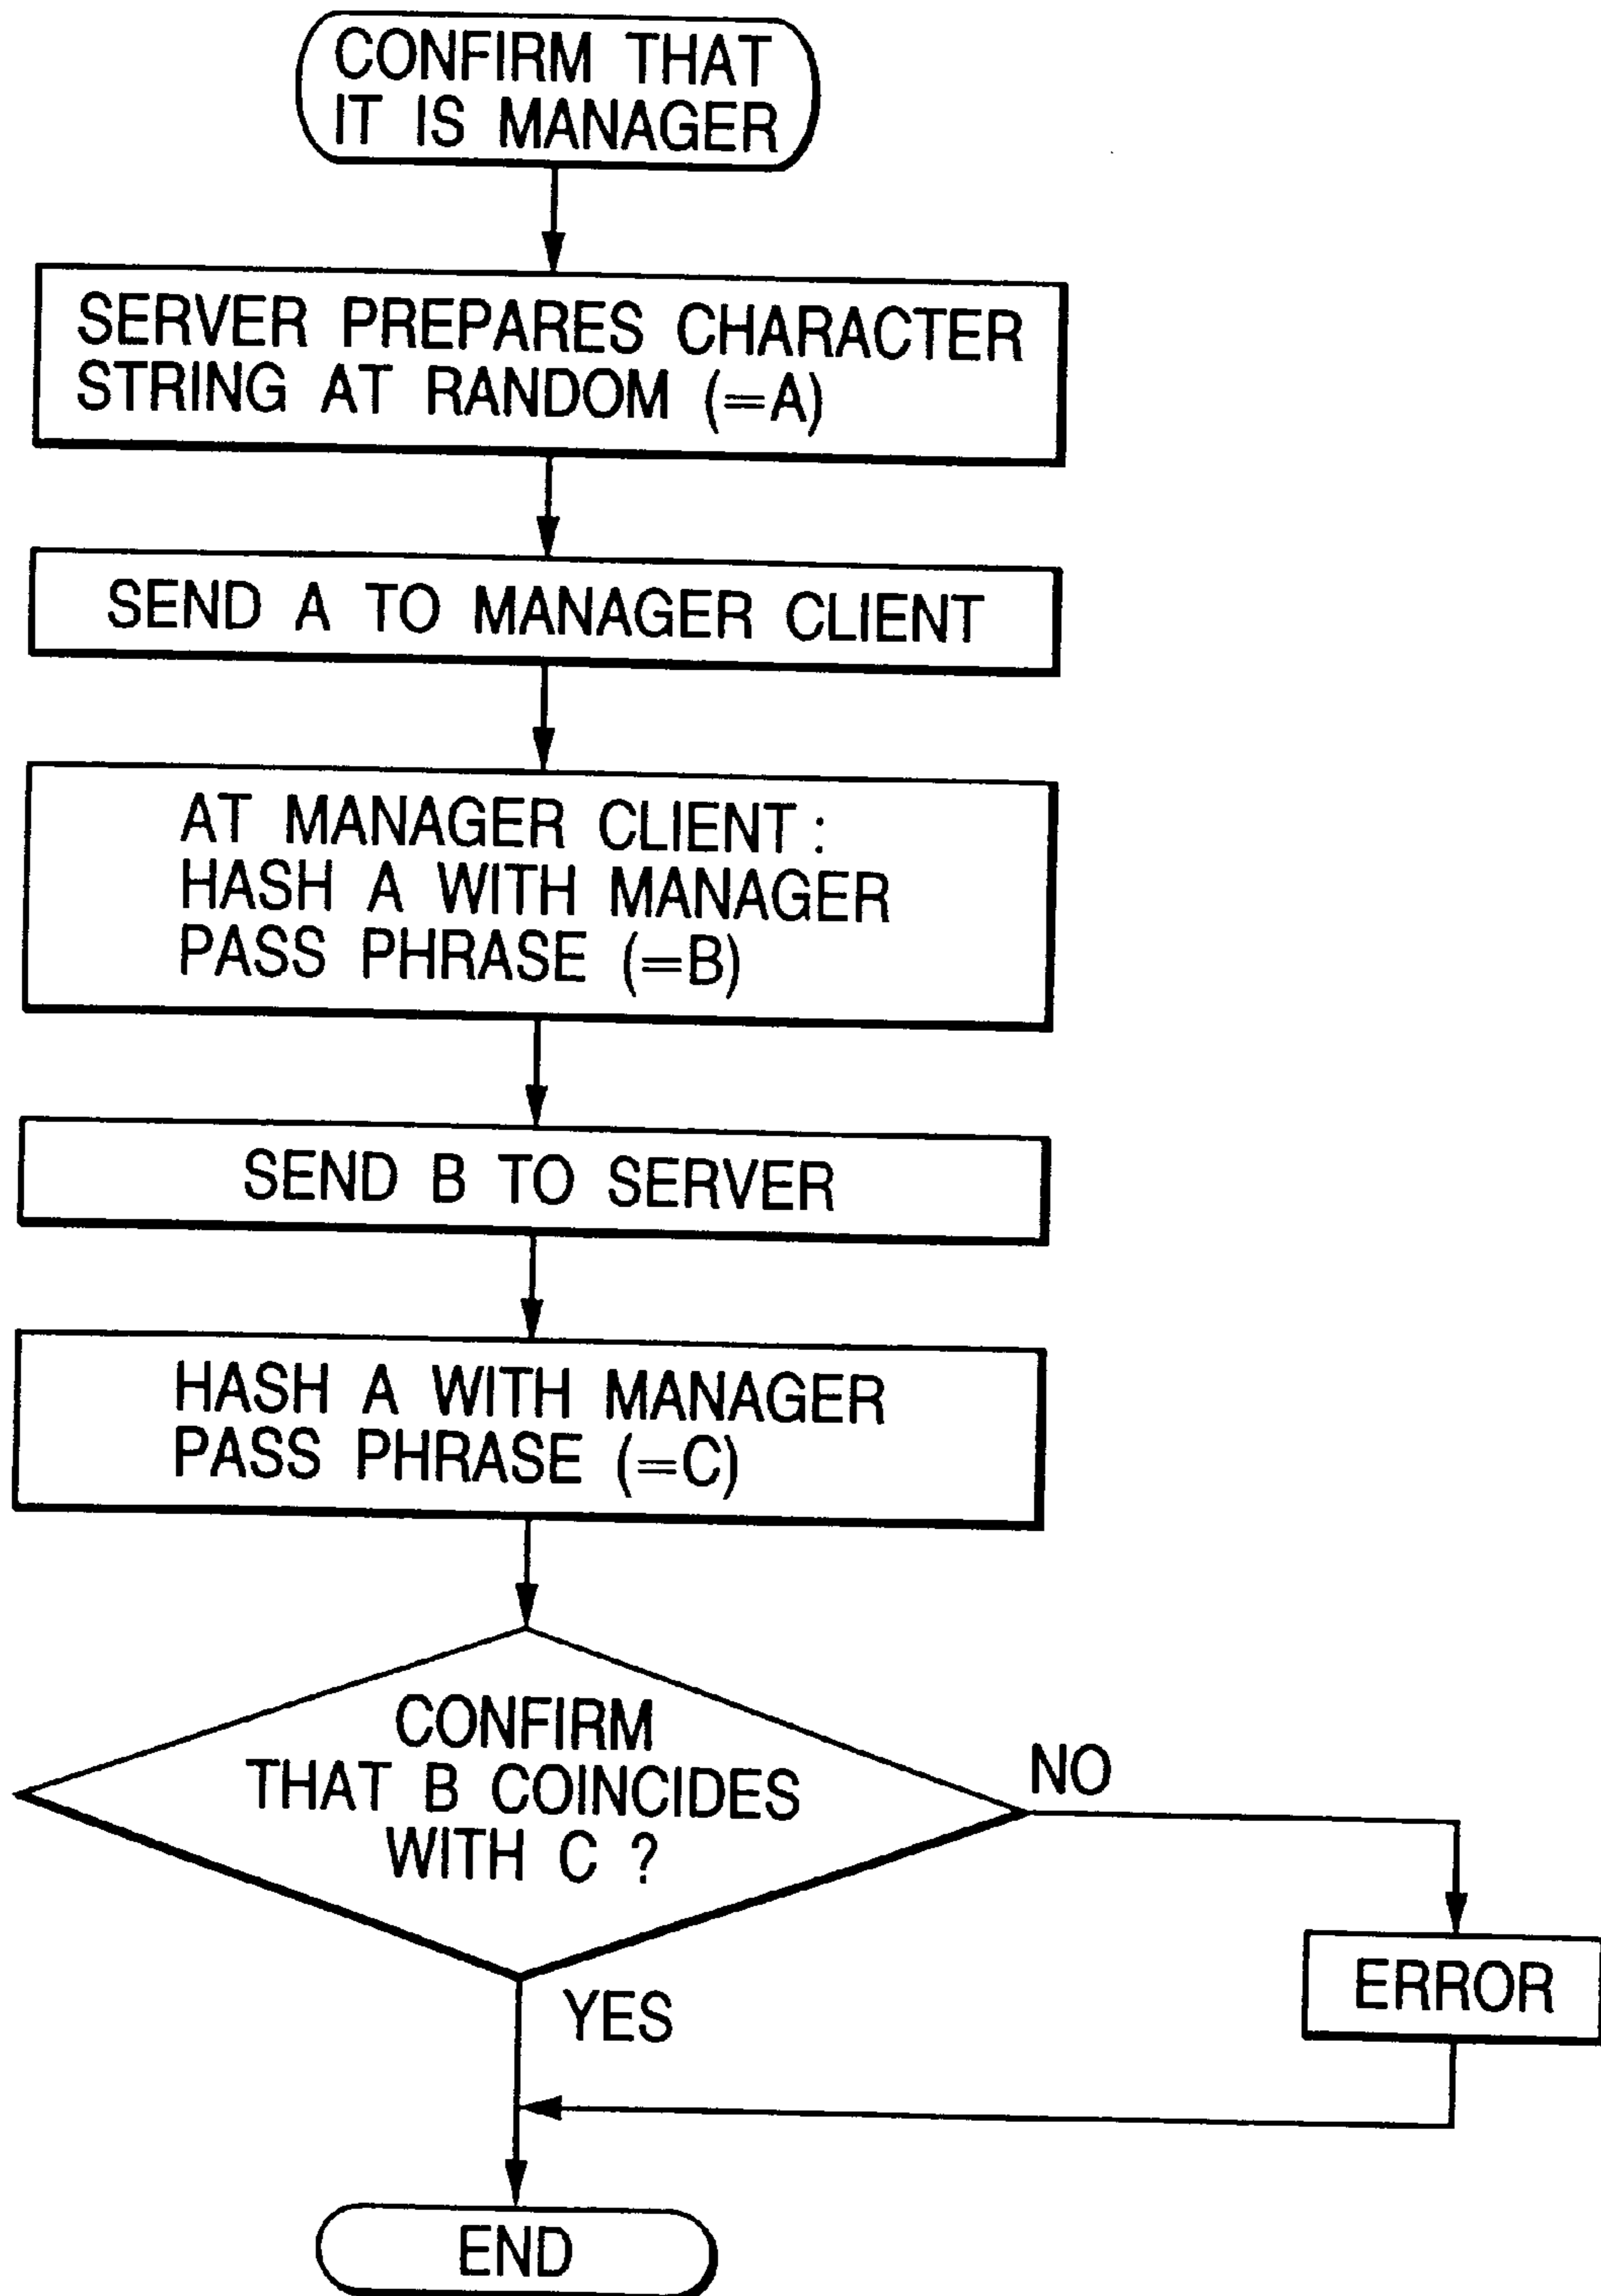 CONFIRM THAT
IT IS MANAGER
SERVER PREPARES CHARACTER
STRING AT RANDOM (=A)
SEND A TO MANAGER CLIENT
AT MANAGER CLIENT :
HASH A WITH MANAGER
PASS PHRASE (=B)
SEND B TO SERVER
HASH A WITH MANAGER
PASS PHRASE (=C)
CONFIRM
THAT B COINCIDES
WITH C ?
NO
ERROR
YES
END